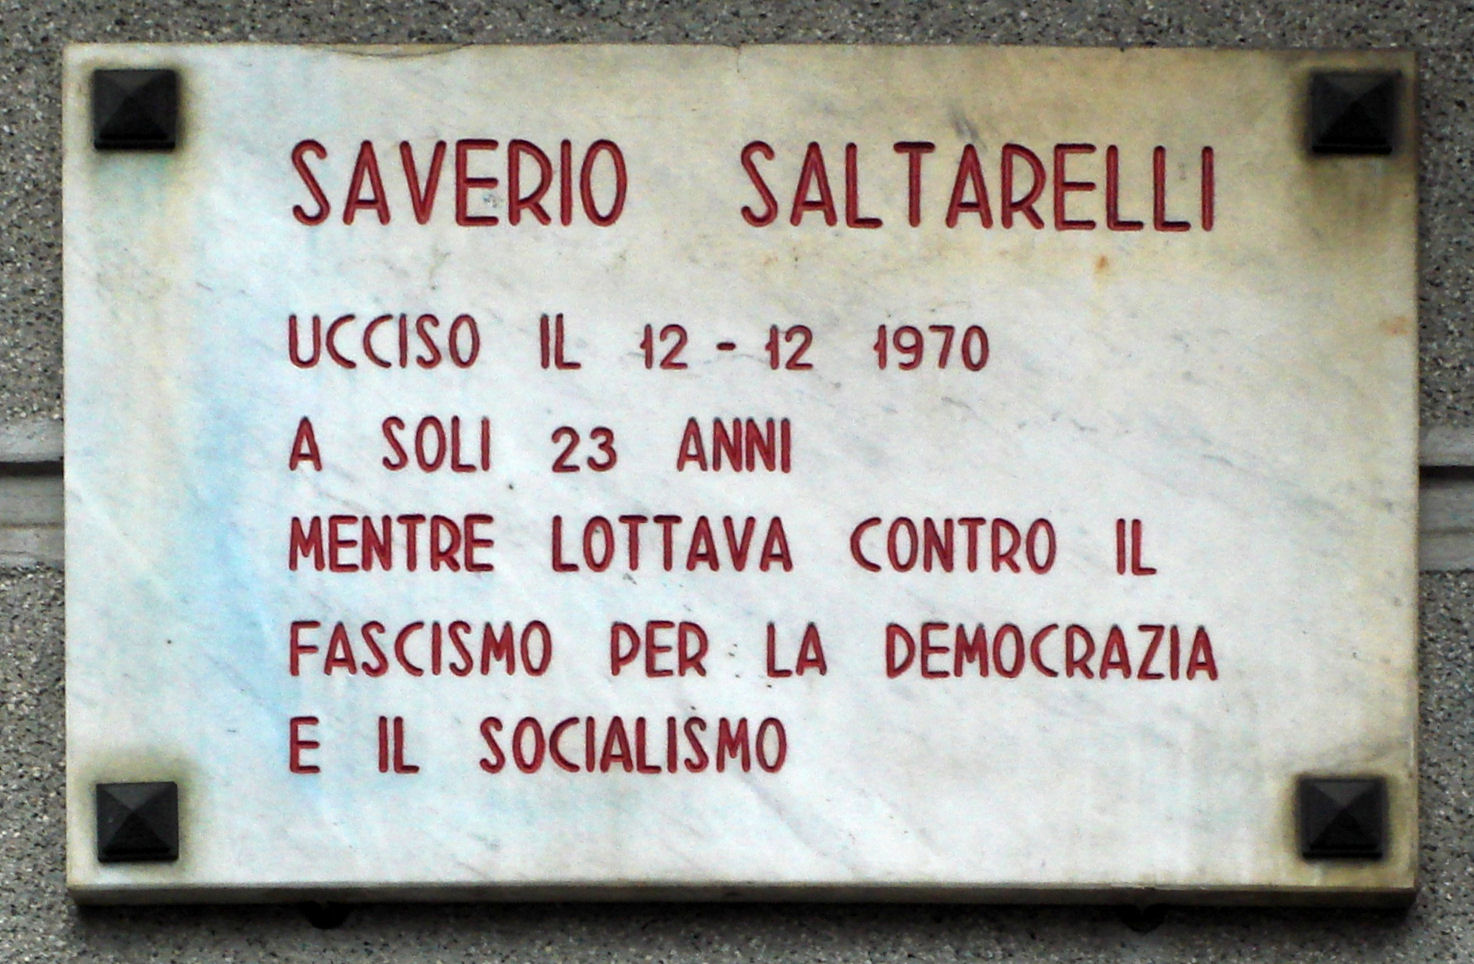 SAVERIO SALTARELLI
UCCISO IL 12-12 1970
A SOLI 23 ANNI
MENTRE LOTTAVA CONTRO IL
FASCISMO PER LA DEMOCRAZIA
E IL SOCIALISMO